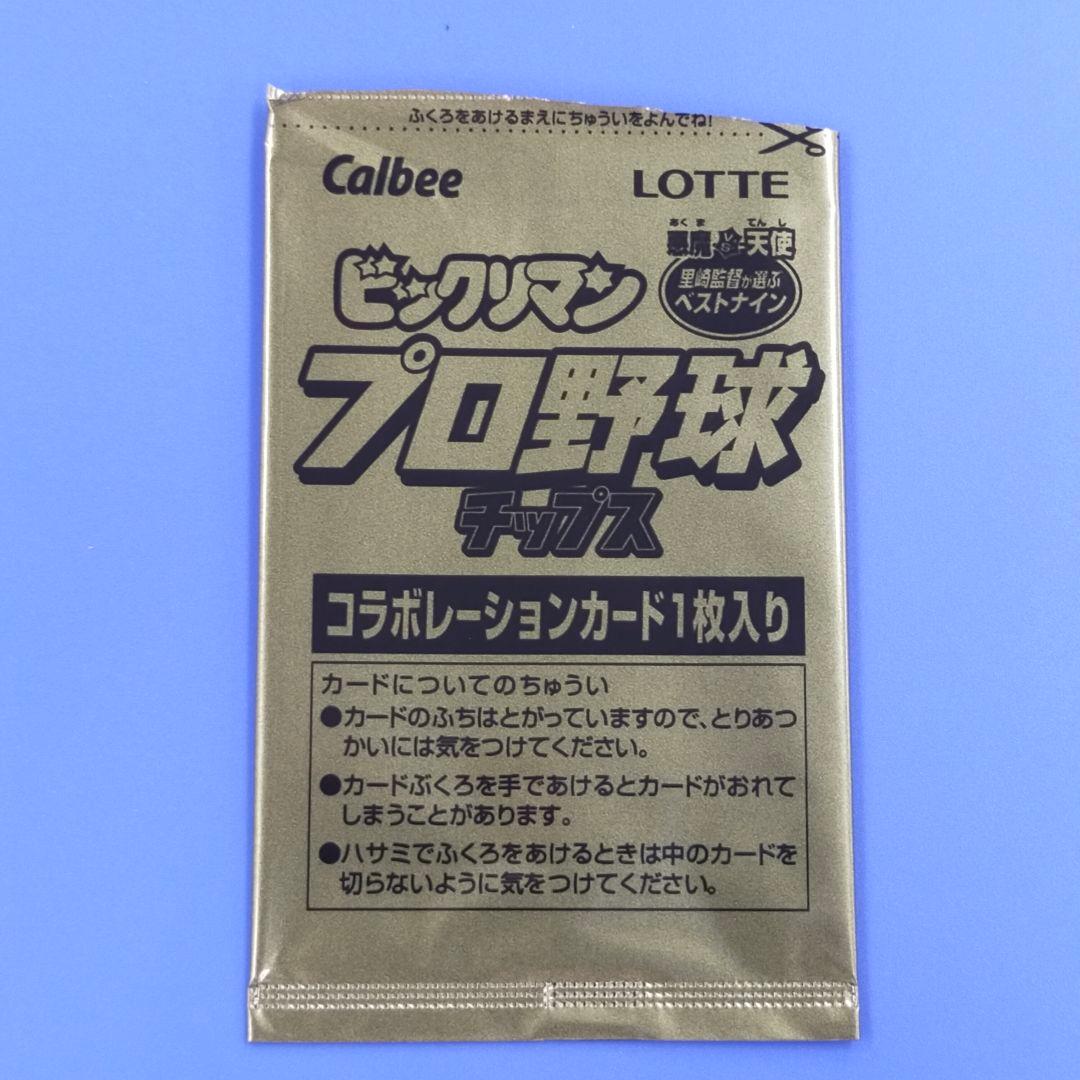 ふくろをあけるまえにちゅういをよんでね!
Calbee
LOTTE
あくま てんし
悪魔VS天使
里崎監督が選ぶ
ベストナイン
ビックリマン
プロ野球
チップス
コラボレーションカード1枚入り
カードについてのちゅうい
●カードのふちはとがっていますので、とりあつ
かいには気をつけてください。
●カードぶくろを手であけるとカードがおれて
しまうことがあります。
●ハサミでふくろをあけるときは中のカードを
切らないように気をつけてください。